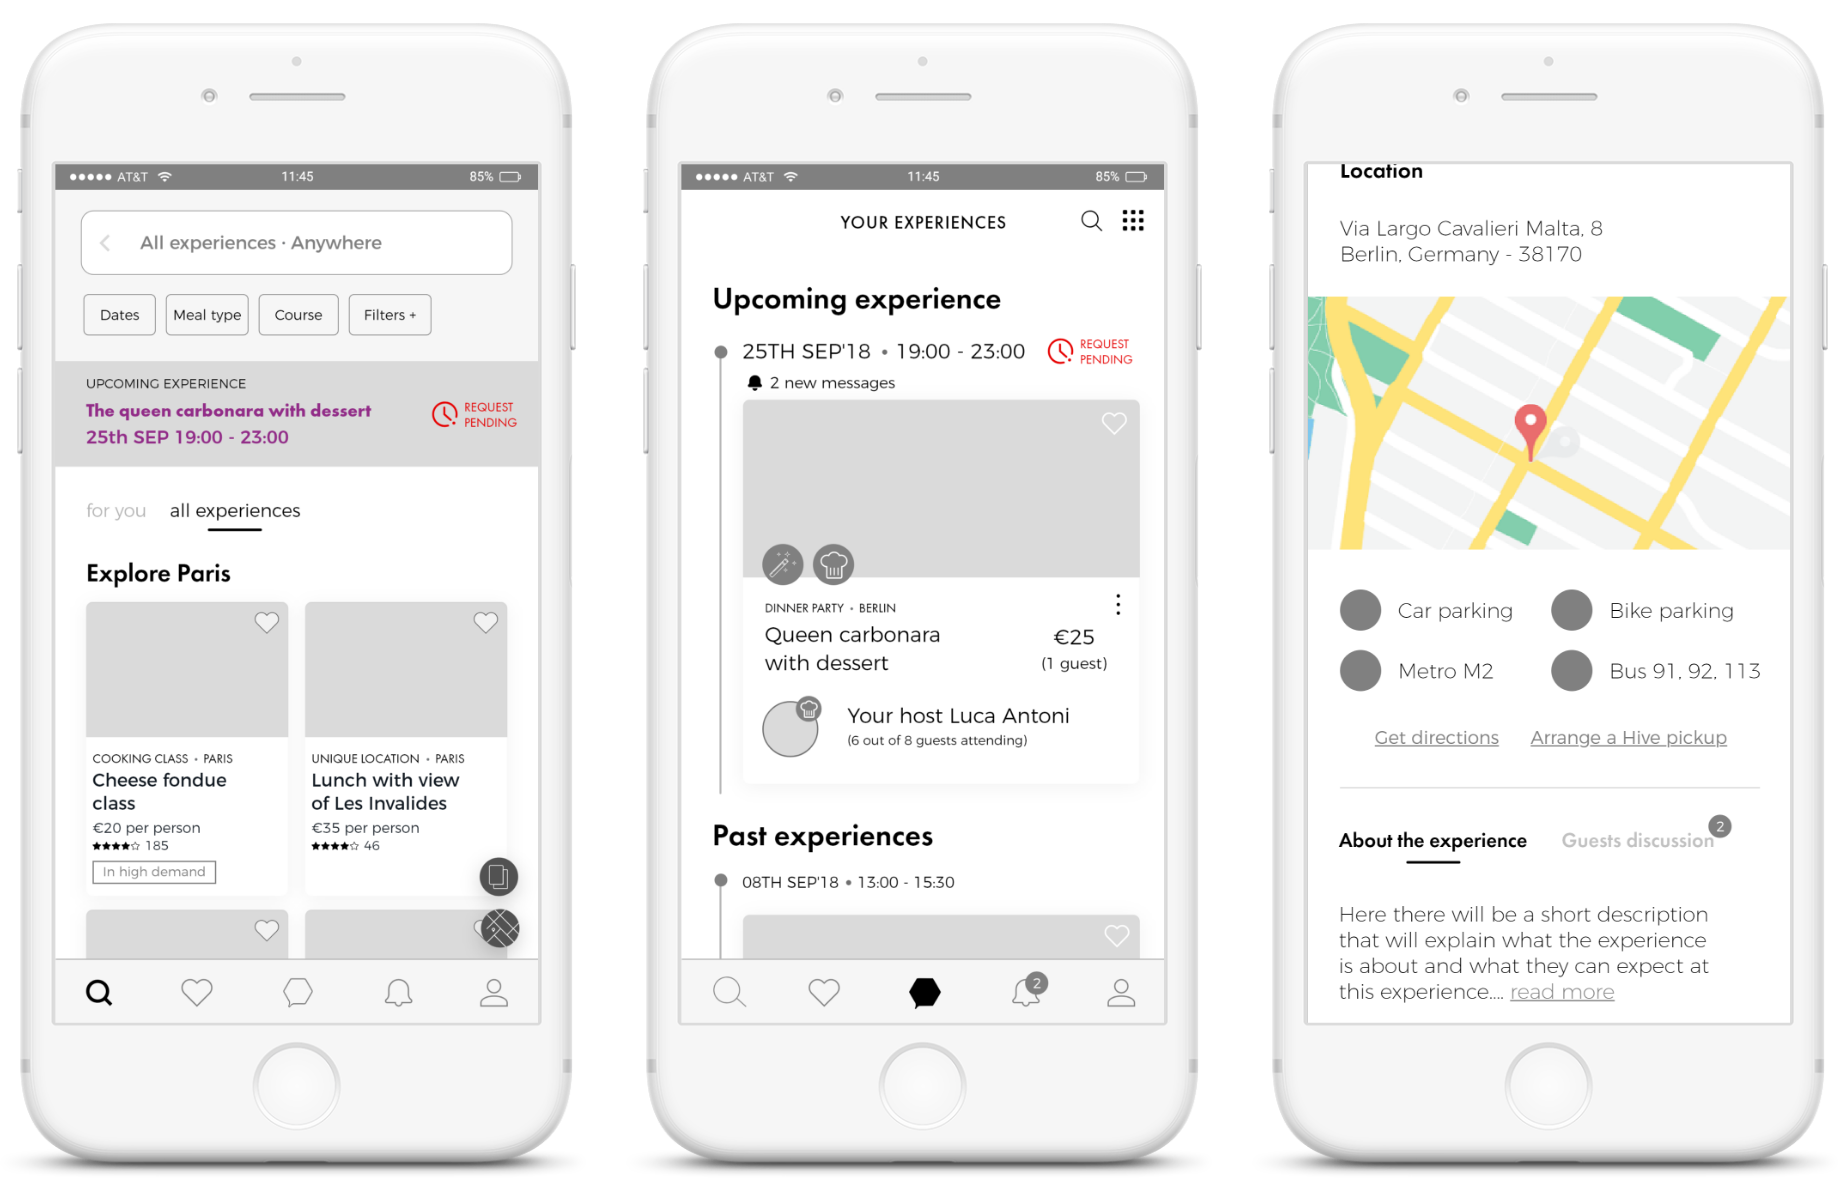 AT&T 11:45 85%
All experiences · Anywhere
Dates Meal type Course Filters +
UPCOMING EXPERIENCE
The queen carbonara with dessert
25th SEP 19:00 - 23:00
REQUEST
PENDING
for you all experiences
Explore Paris
COOKING CLASS • PARIS
Cheese fondue
class
€20 per person
★★★★☆ 185
In high demand
UNIQUE LOCATION • PARIS
Lunch with view
of Les Invalides
€35 per person
★★★★☆ 46
AT&T 11:45 85%
YOUR EXPERIENCES
Upcoming experience
25TH SEP'18 • 19:00 - 23:00
REQUEST
PENDING
2 new messages
DINNER PARTY • BERLIN
Queen carbonara
with dessert
€25
(1 guest)
Your host Luca Antoni
(6 out of 8 guests attending)
Past experiences
08TH SEP'18 • 13:00 - 15:30
2
Location
Via Largo Cavalieri Malta, 8
Berlin, Germany - 38170
Car parking Bike parking
Metro M2 Bus 91, 92, 113
Get directions Arrange a Hive pickup
About the experience Guests discussion 2
Here there will be a short description
that will explain what the experience
is about and what they can expect at
this experience.... read more